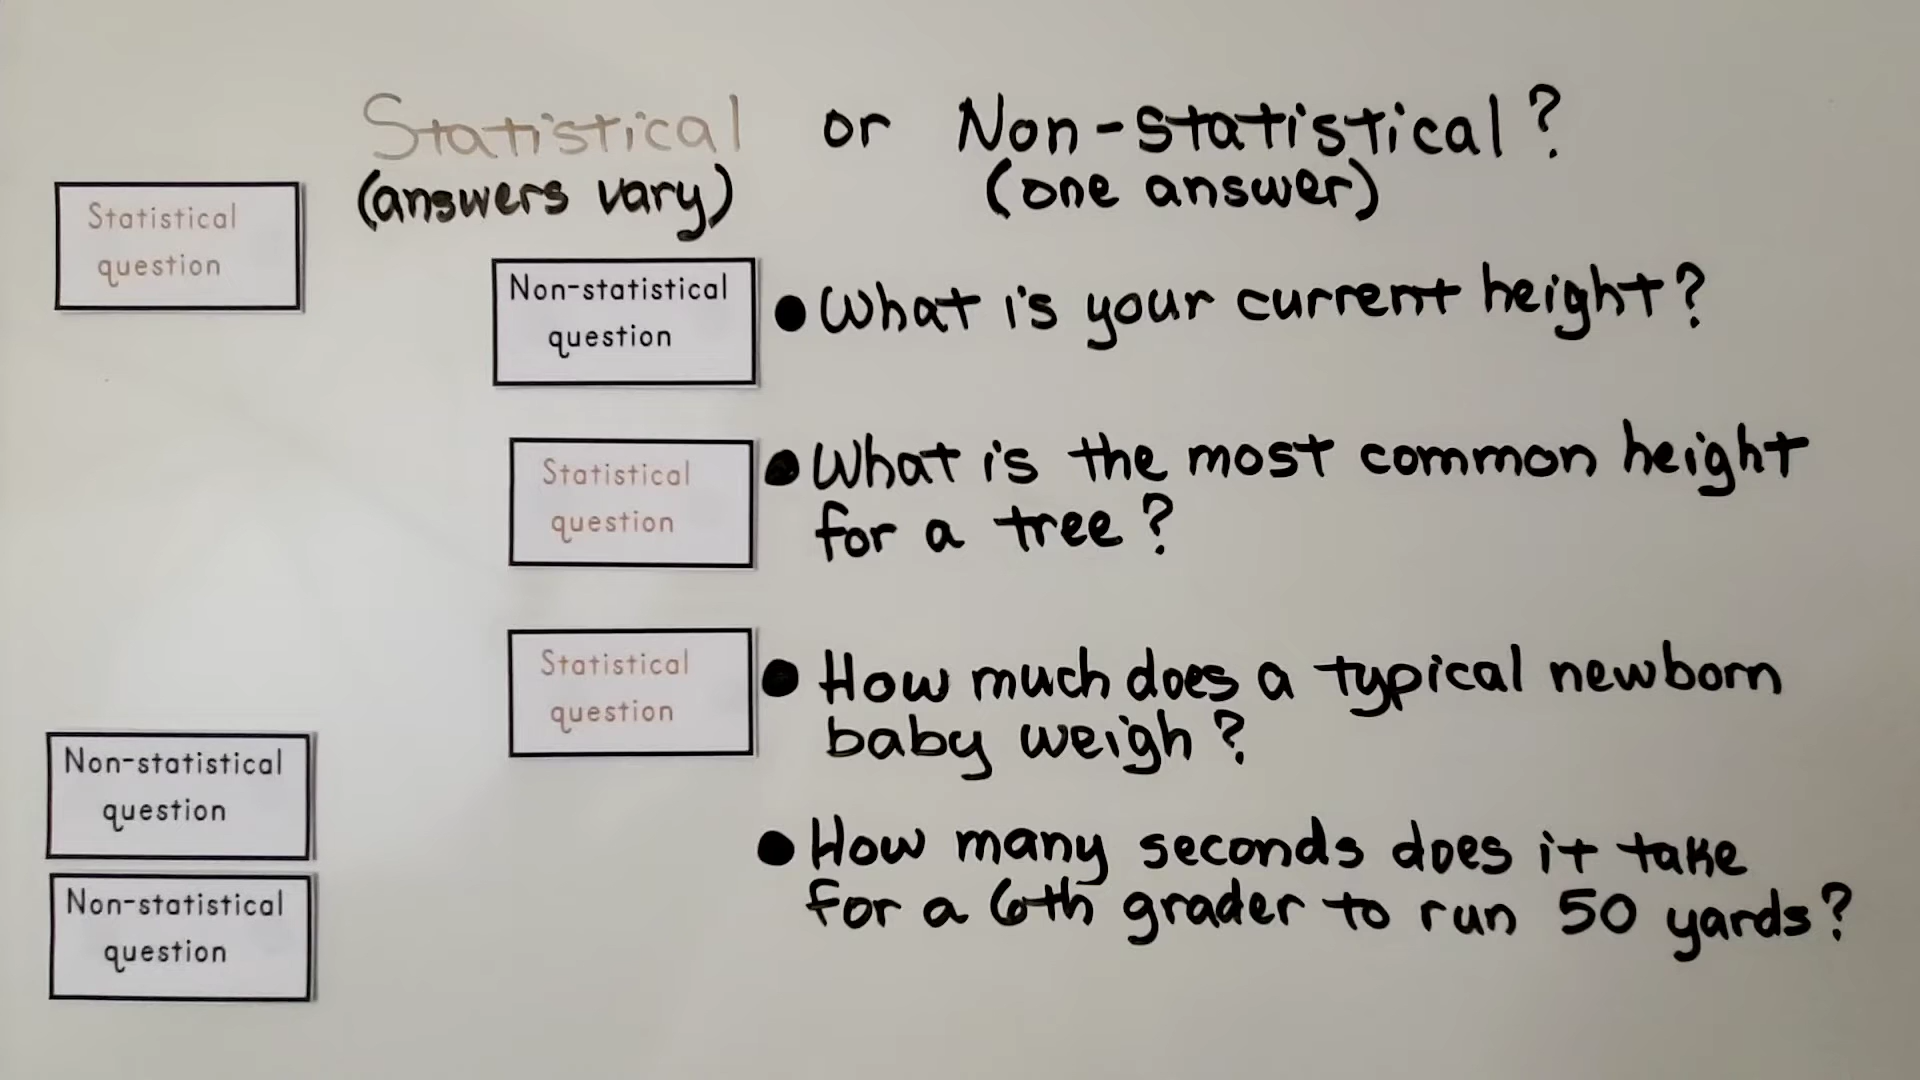 Statistical or Non-statistical?
(answers vary) (one answer)
Statistical
question
Non-statistical
question
• What is your current height?
Statistical
question
• What is the most common height
for a tree?
Statistical
question
• How much does a typical newborn
baby weigh?
Non-statistical
question
• How many seconds does it take
for a 6th grader to run 50 yards?
Non-statistical
question